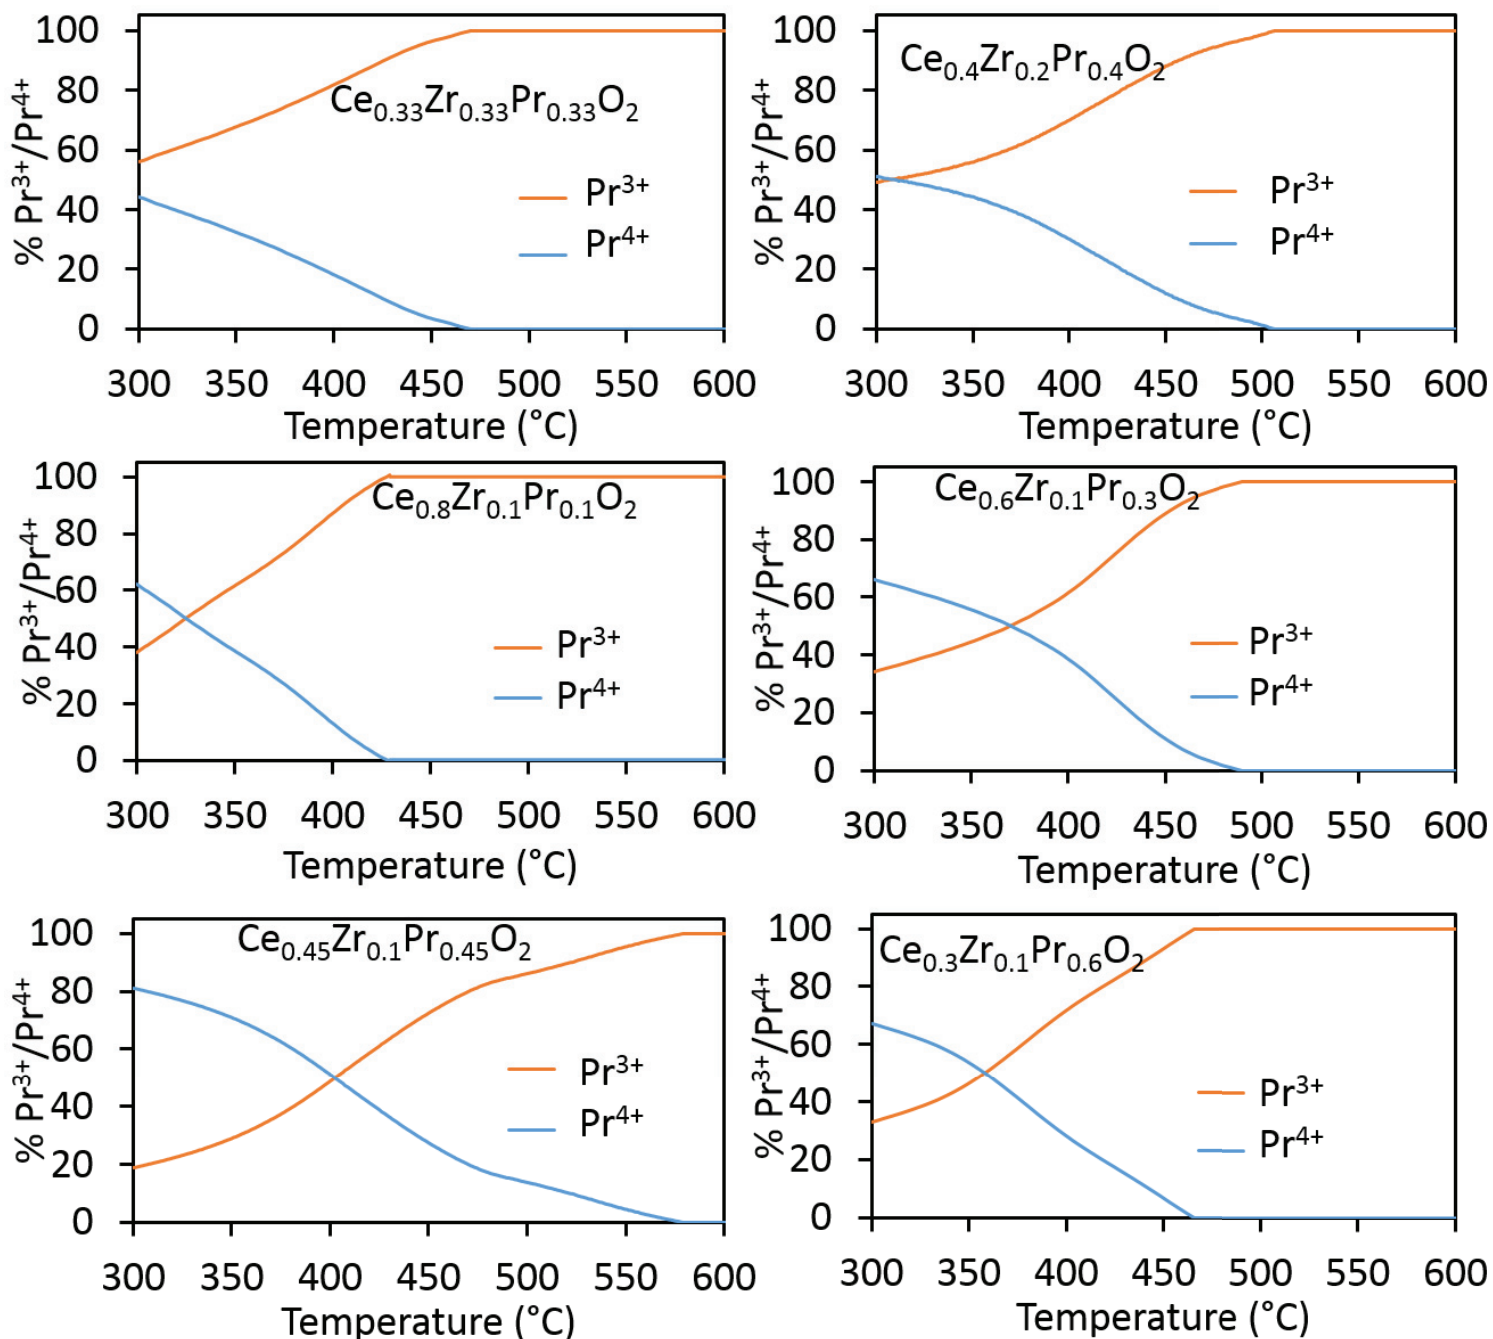 % Pr³⁺/Pr⁴⁺
100
80
60
40
20
0
Ce₀.₃₃Zr₀.₃₃Pr₀.₃₃O₂
Pr³⁺
Pr⁴⁺
300 350 400 450 500 550 600
Temperature (°C)
% Pr³⁺/Pr⁴⁺
100
80
60
40
20
0
Ce₀.₄Zr₀.₂Pr₀.₄O₂
Pr³⁺
Pr⁴⁺
300 350 400 450 500 550 600
Temperature (°C)
% Pr³⁺/Pr⁴⁺
100
80
60
40
20
0
Ce₀.₈Zr₀.₁Pr₀.₁O₂
Pr³⁺
Pr⁴⁺
300 350 400 450 500 550 600
Temperature (°C)
% Pr³⁺/Pr⁴⁺
100
80
60
40
20
0
Ce₀.₆Zr₀.₁Pr₀.₃O₂
Pr³⁺
Pr⁴⁺
300 350 400 450 500 550 600
Temperature (°C)
% Pr³⁺/Pr⁴⁺
100
80
60
40
20
0
Ce₀.₄₅Zr₀.₁Pr₀.₄₅O₂
Pr³⁺
Pr⁴⁺
300 350 400 450 500 550 600
Temperature (°C)
% Pr³⁺/Pr⁴⁺
100
80
60
40
20
0
Ce₀.₃Zr₀.₁Pr₀.₆O₂
Pr³⁺
Pr⁴⁺
300 350 400 450 500 550 600
Temperature (°C)